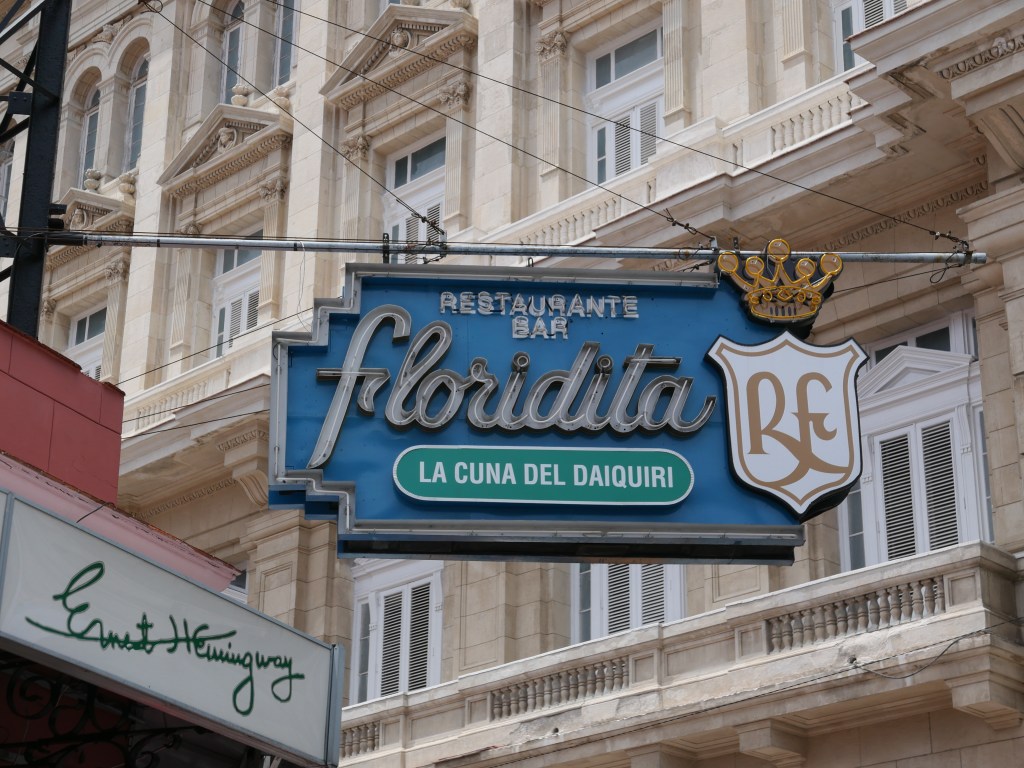 RESTAURANTE
BAR
floridita
LA CUNA DEL DAIQUIRI
RF
Ernest Hemingway